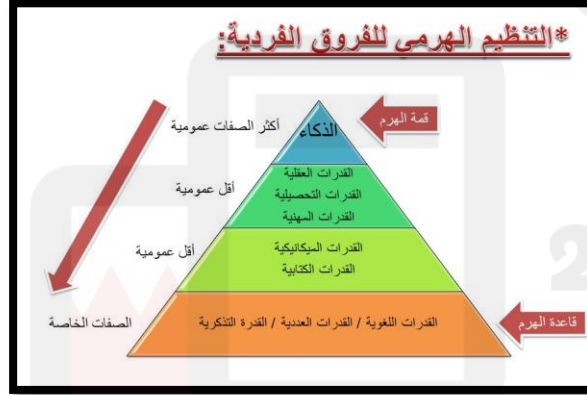 *التنظيم الهرمي للفروق الفردية:
قمة الهرم
الذكاء
أكثر الصفات عمومية
القدرات العقلية
القدرات التحصيلية
القدرات المهنية
أقل عمومية
القدرات الميكانيكية
القدرات الكتابية
أقل عمومية
قاعدة الهرم
القدرات اللغوية / القدرات العددية / القدرة التذكرية
الصفات الخاصة